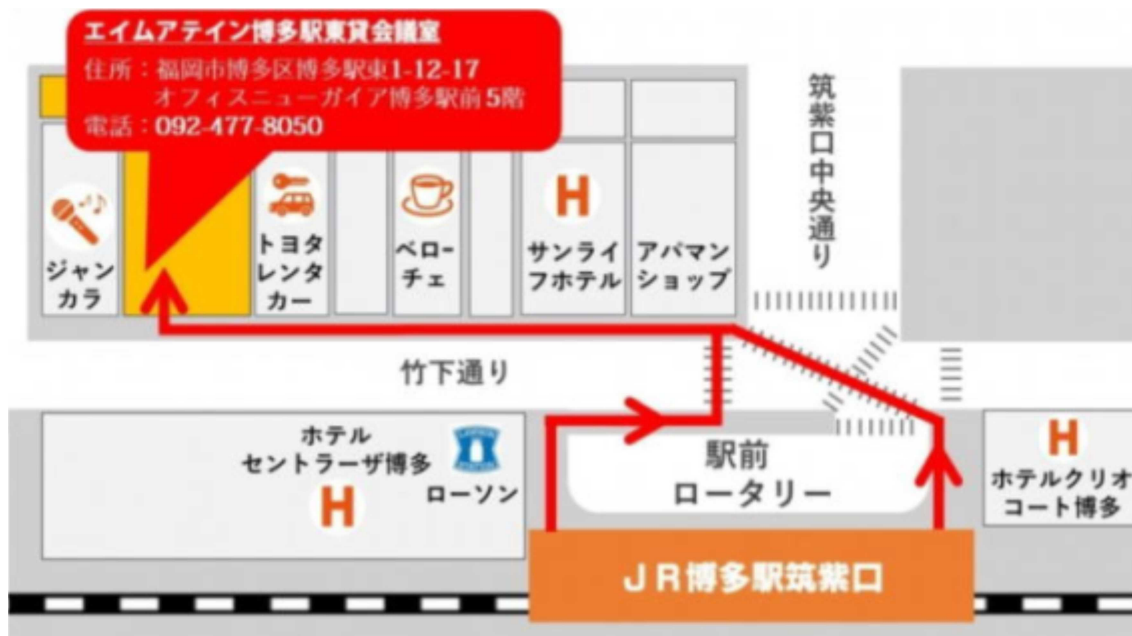 エイムアテイン博多駅東貸会議室
住所：福岡市博多区博多駅東1-12-17
オフィスニューガイア博多駅前5階
電話：092-477-8050
筑紫口中央通り
ジャン
カラ
トヨタ
レンタ
カー
ベロー
チェ
H
サンライ
フホテル
アパマン
ショップ
竹下通り
ホテル
セントラーザ博多
H
ローソン
駅前
ロータリー
H
ホテルクリオ
コート博多
JR博多駅筑紫口